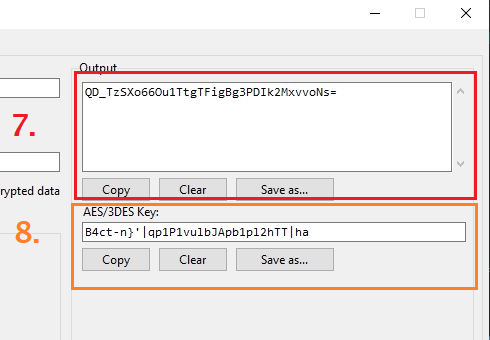 Output
QD_TzSXo66Ou1TtgTFigBg3PDIk2MxvvoNs=
7.
rypted data
Copy Clear Save as...
8.
AES/3DES Key:
B4ct-n}'|qp1P1vulbJApb1pl2hTT|ha
Copy Clear Save as...